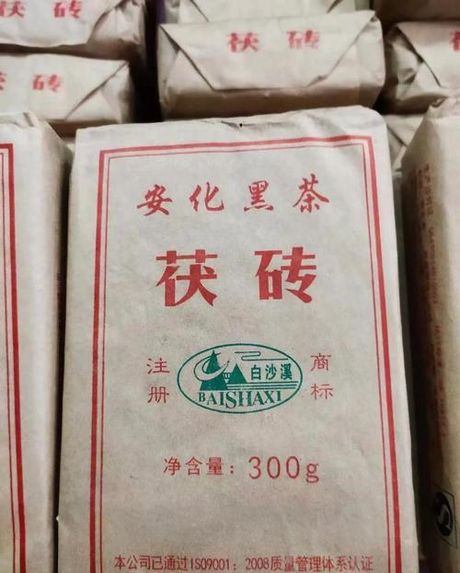 茯砖
茯砖
茯砖
安化黑茶
茯砖
注册
商标
白沙溪
BAISHAXI
净含量：300g
本公司已通过ISO9001：2008质量管理体系认证